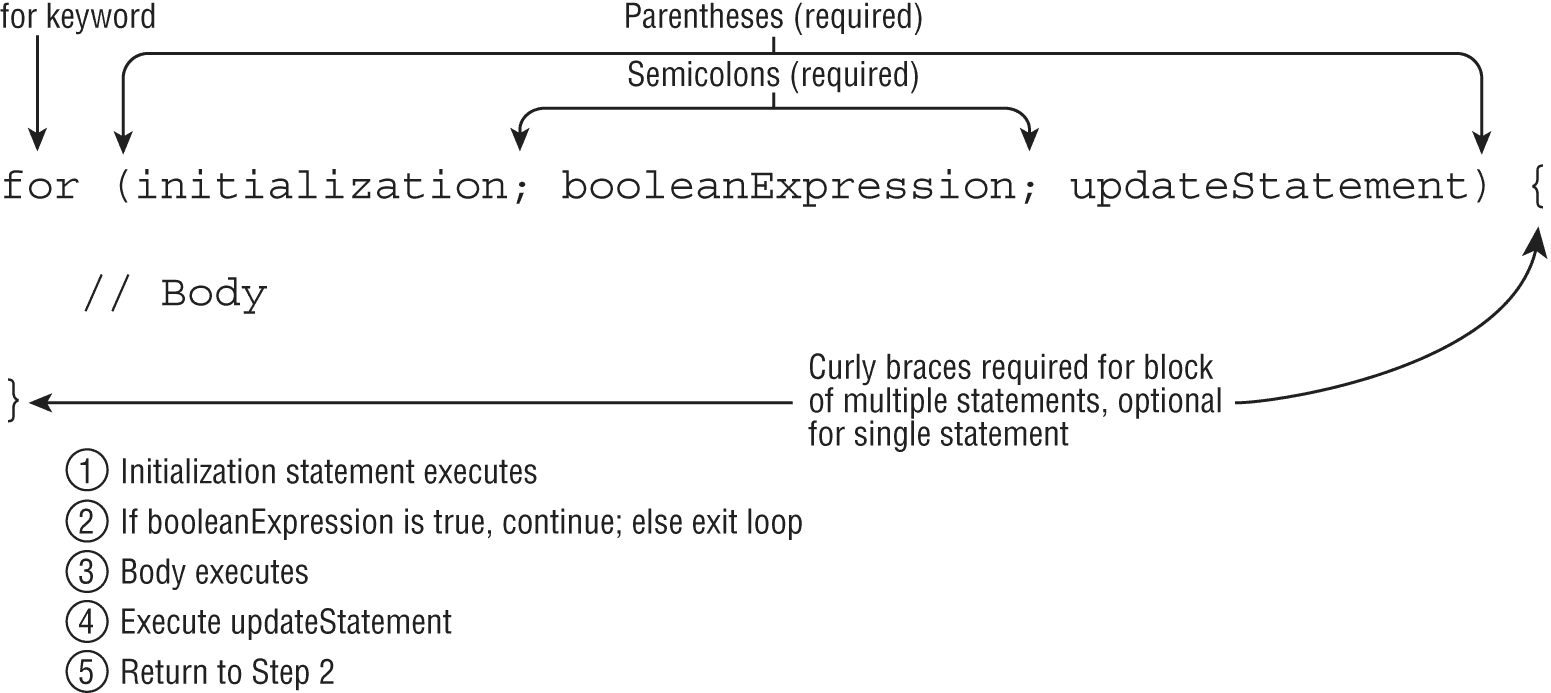 for keyword
Parentheses (required)
Semicolons (required)
for (initialization; booleanExpression; updateStatement) {
// Body
Curly braces required for block
of multiple statements, optional
for single statement
}
1 Initialization statement executes
2 If booleanExpression is true, continue; else exit loop
3 Body executes
4 Execute updateStatement
5 Return to Step 2